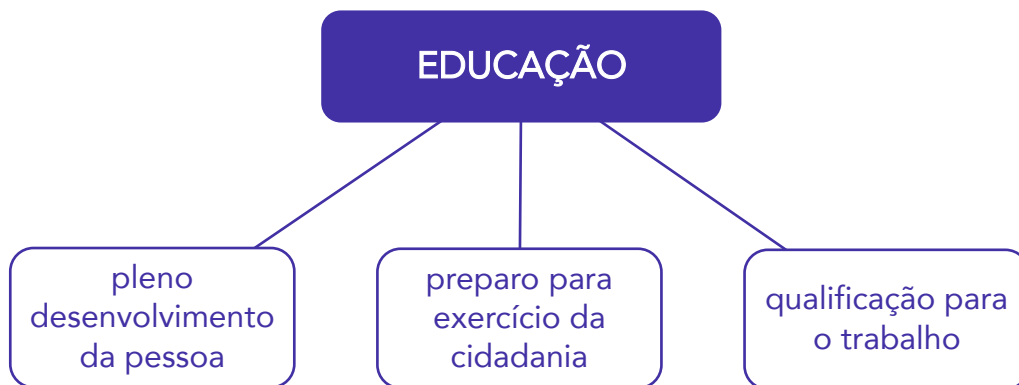 EDUCAÇÃO
pleno
desenvolvimento
da pessoa
preparo para
exercício da
cidadania
qualificação para
o trabalho